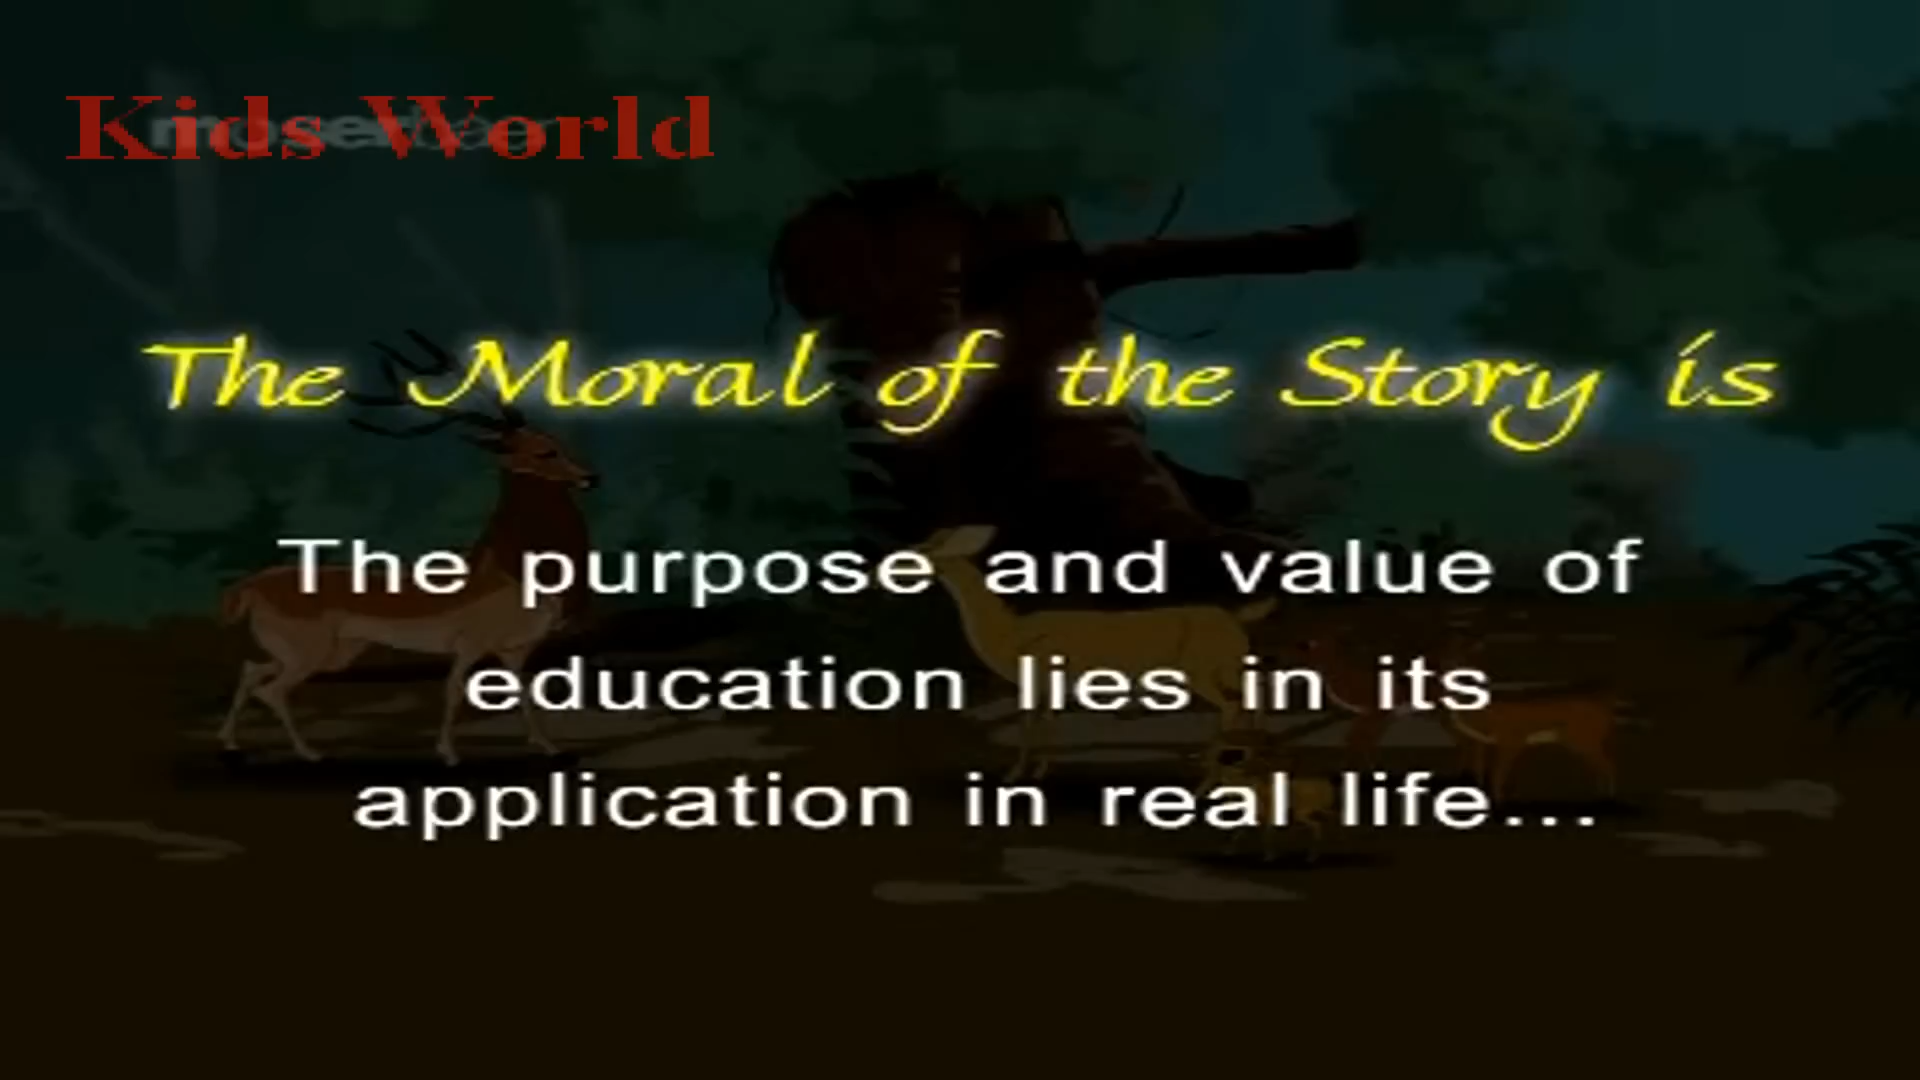 Kids World
The Moral of the Story is
The purpose and value of
education lies in its
application in real life...